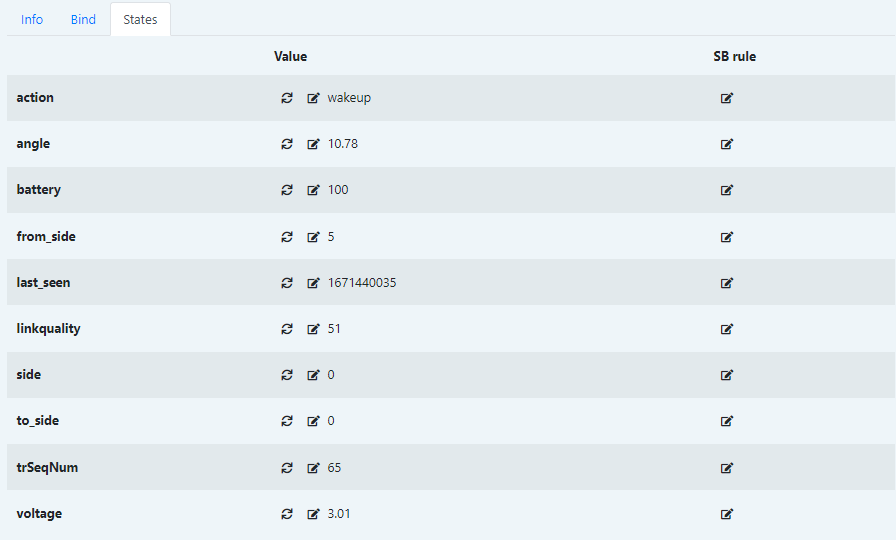 Info Bind States
Value SB rule
action wakeup
angle 10.78
battery 100
from_side 5
last_seen 1671440035
linkquality 51
side 0
to_side 0
trSeqNum 65
voltage 3.01